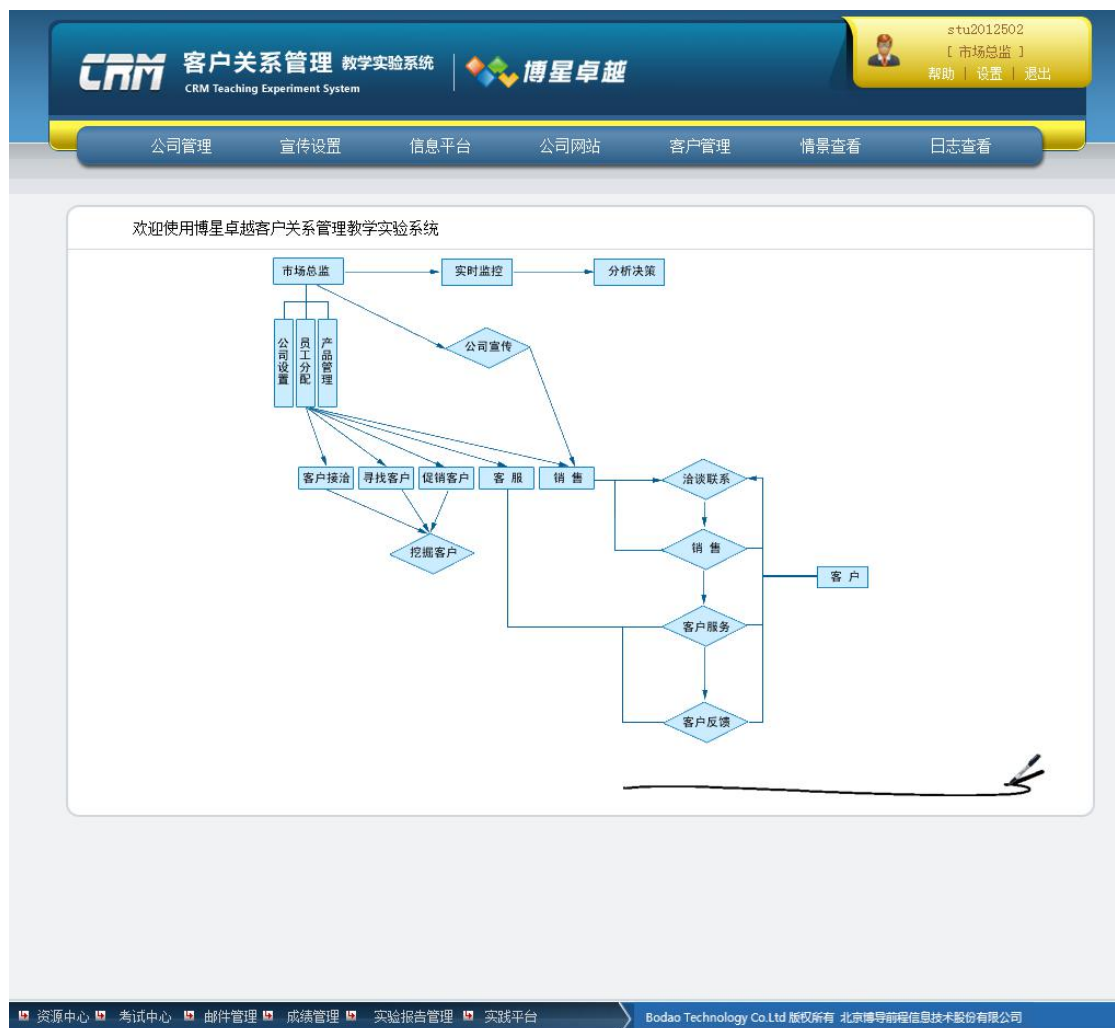 stu2012502
[ 市场总监 ]
帮助 | 设置 | 退出
CRM 客户关系管理 教学实验系统
CRM Teaching Experiment System
博星卓越
公司管理 宣传设置 信息平台 公司网站 客户管理 情景查看 日志查看
欢迎使用博星卓越客户关系管理教学实验系统
市场总监 实时监控 分析决策
公司设置 员工分配 产品管理
公司宣传
客户接洽 寻找客户 促销客户 客服 销售 洽谈联系
挖掘客户 销售
客户
客户服务
客户反馈
资源中心 考试中心 邮件管理 成绩管理 实验报告管理 实践平台 Bodao Technology Co.Ltd 版权所有 北京博导前程信息技术股份有限公司